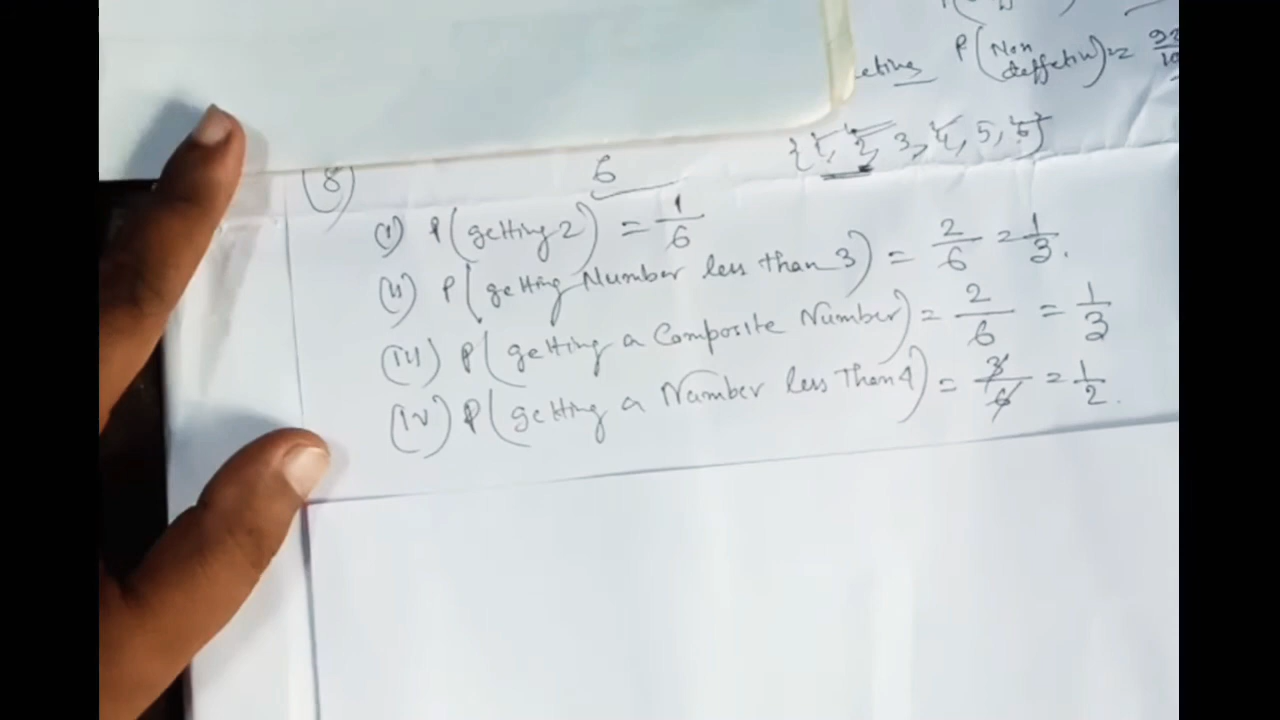 P(Non deffetiv) =
{1, 2, 3, 4, 5, 6}
(8)
6
(i) P(getting 2) = 1/6
(ii) P(getting Number less than 3) = 2/6 = 1/3.
(iii) P(getting a Composite Number) = 2/6 = 1/3
(iv) P(getting a Number less Than 4) = 3/6 = 1/2.